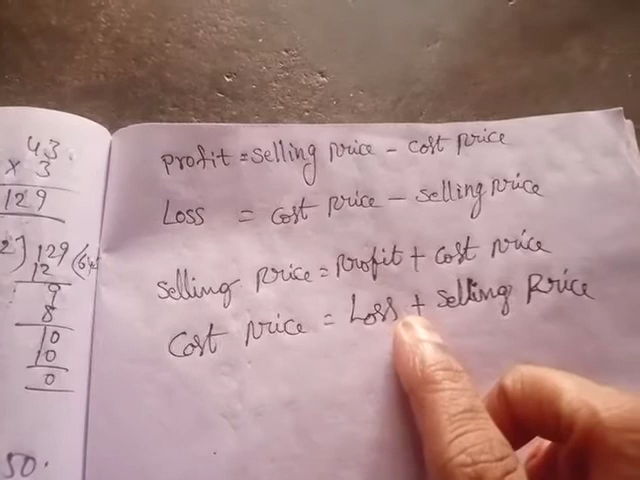 43.
× 3
129
2) 129 (64
12
9
8
10
10
0
50.
profit = selling price - cost price
Loss = cost price - selling price
selling price = profit + cost price
cost price = Loss + selling Price